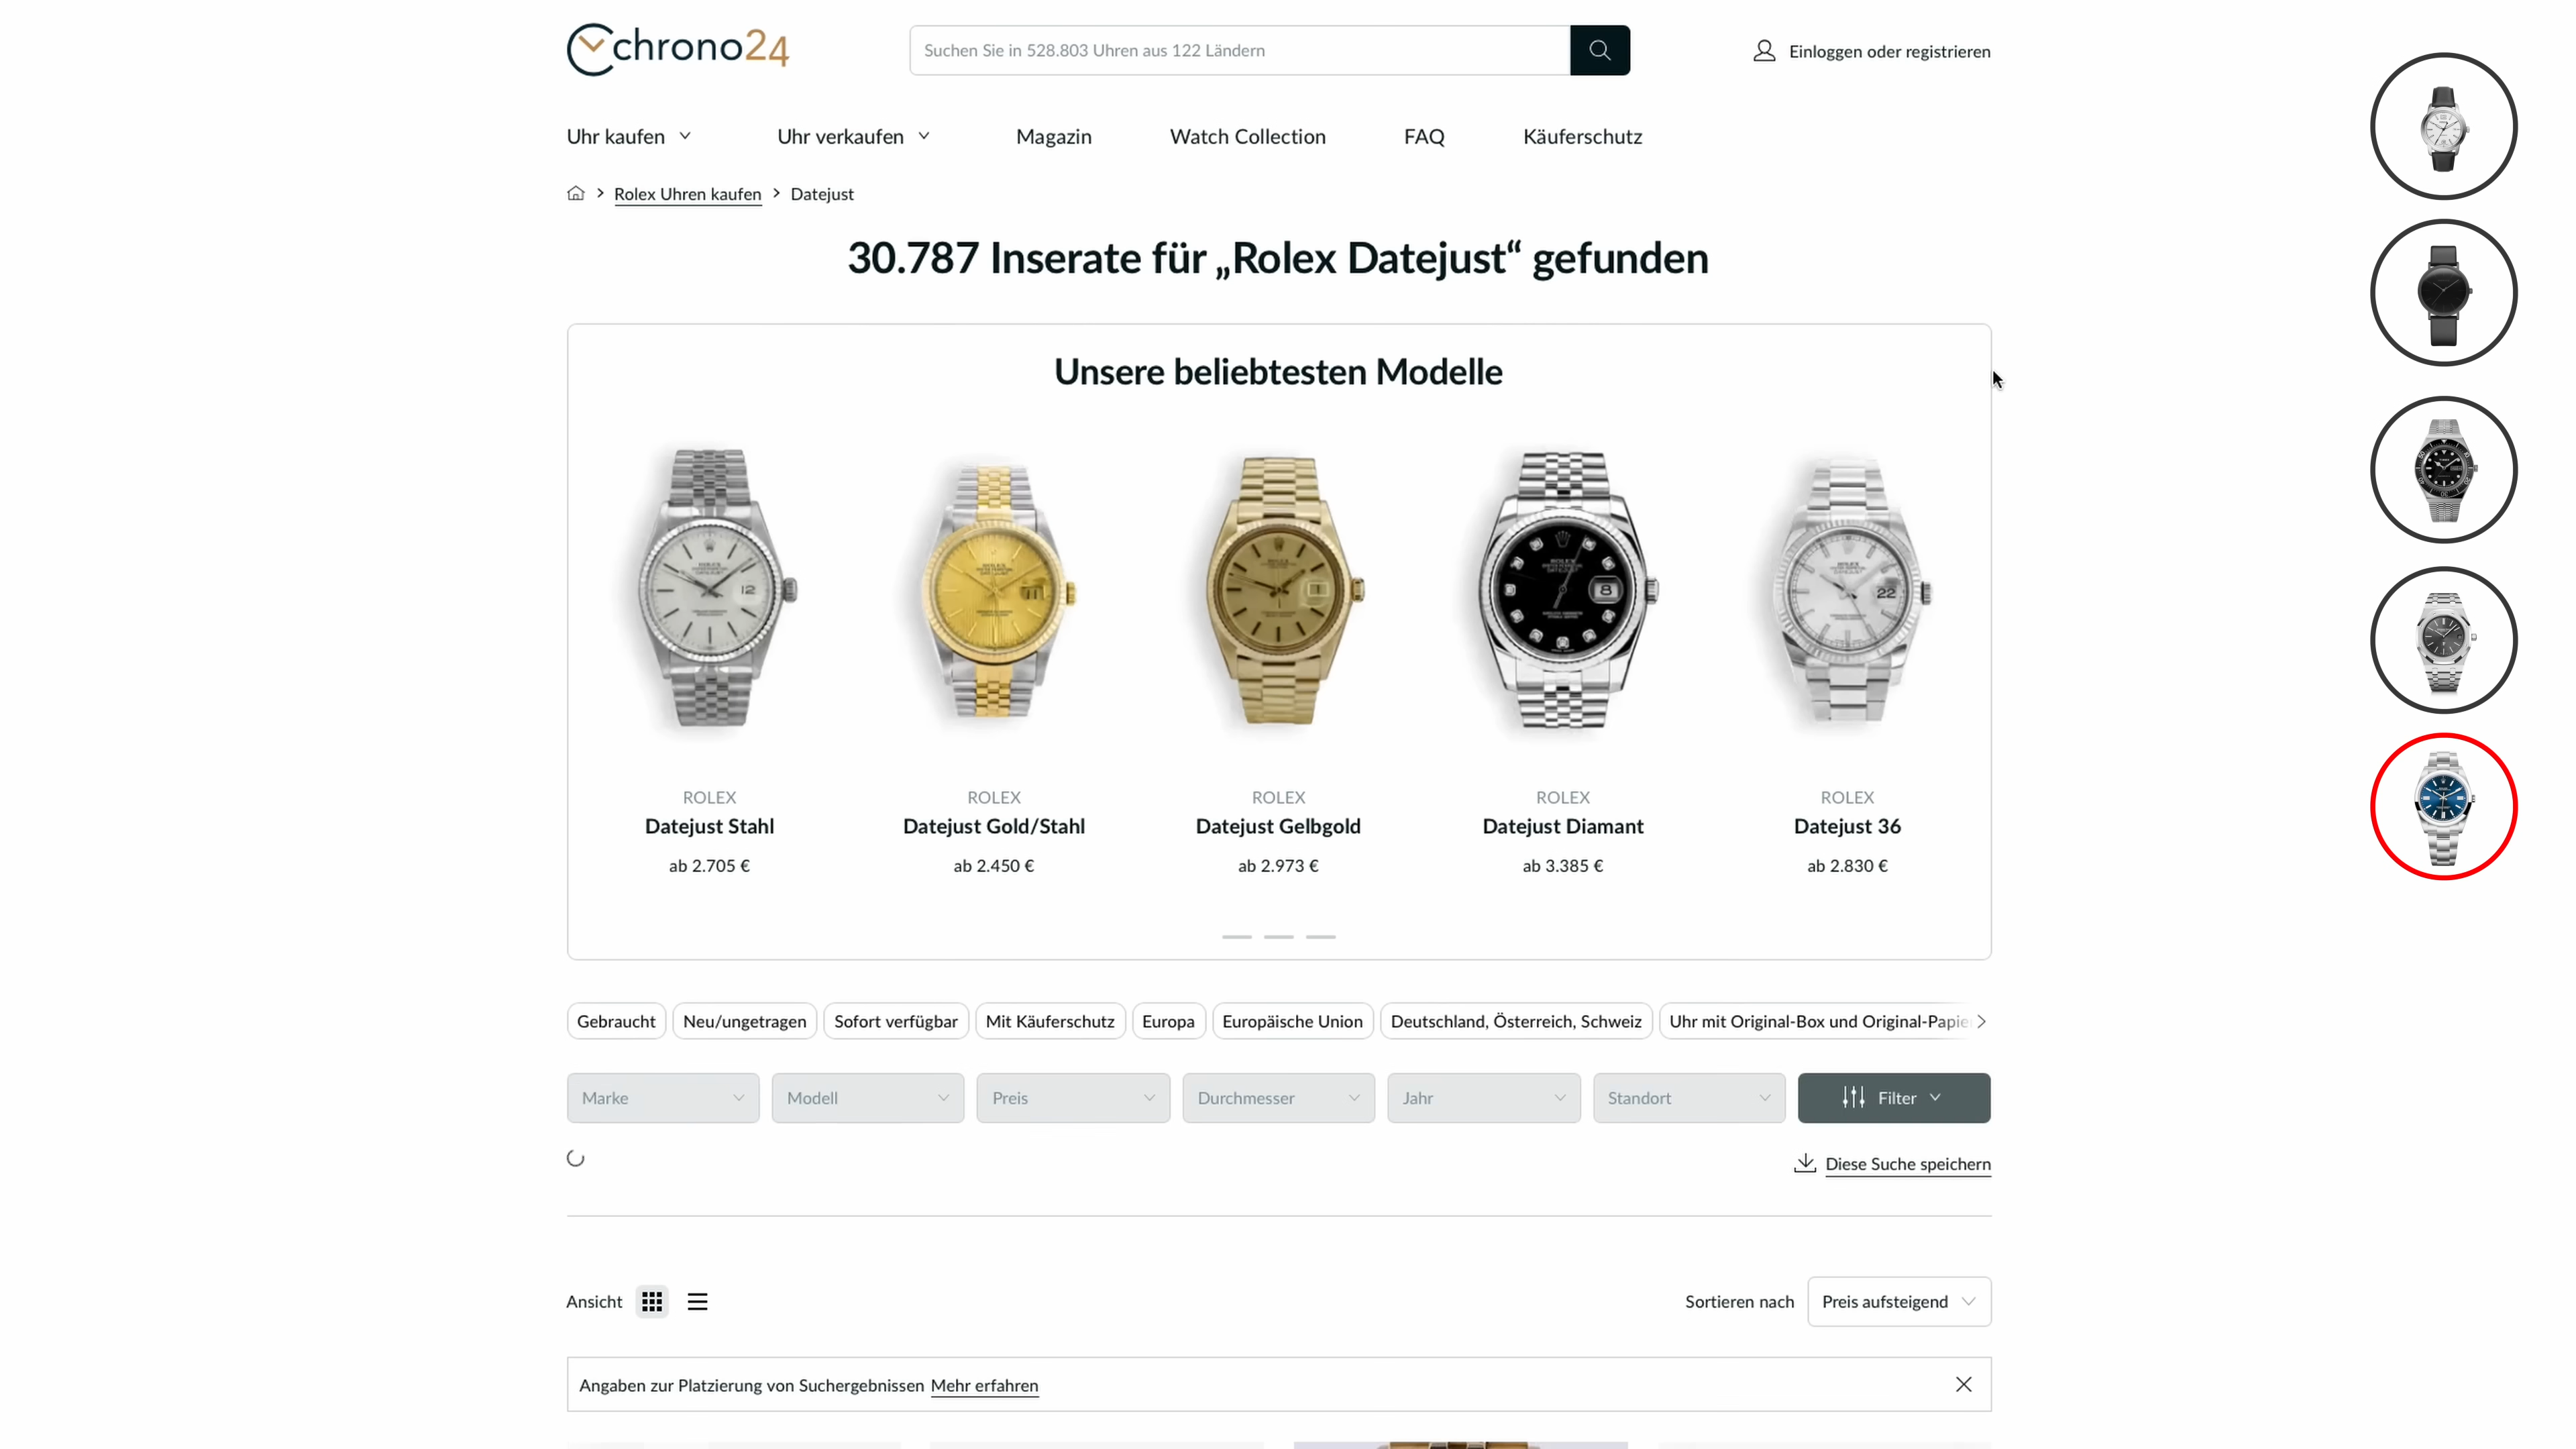 chrono24
Suchen Sie in 528.803 Uhren aus 122 Ländern
Einloggen oder registrieren
Uhr kaufen
Uhr verkaufen
Magazin
Watch Collection
FAQ
Käuferschutz
Rolex Uhren kaufen
Datejust
30.787 Inserate für „Rolex Datejust“ gefunden
Unsere beliebtesten Modelle
12
11
1
8
22
ROLEX
Datejust Stahl
ab 2.705 €
ROLEX
Datejust Gold/Stahl
ab 2.450 €
ROLEX
Datejust Gelbgold
ab 2.973 €
ROLEX
Datejust Diamant
ab 3.385 €
ROLEX
Datejust 36
ab 2.830 €
Gebraucht
Neu/ungetragen
Sofort verfügbar
Mit Käuferschutz
Europa
Europäische Union
Deutschland, Österreich, Schweiz
Uhr mit Original-Box und Original-Papie
Marke
Modell
Preis
Durchmesser
Jahr
Standort
Filter
Diese Suche speichern
Ansicht
Sortieren nach
Preis aufsteigend
Angaben zur Platzierung von Suchergebnissen Mehr erfahren